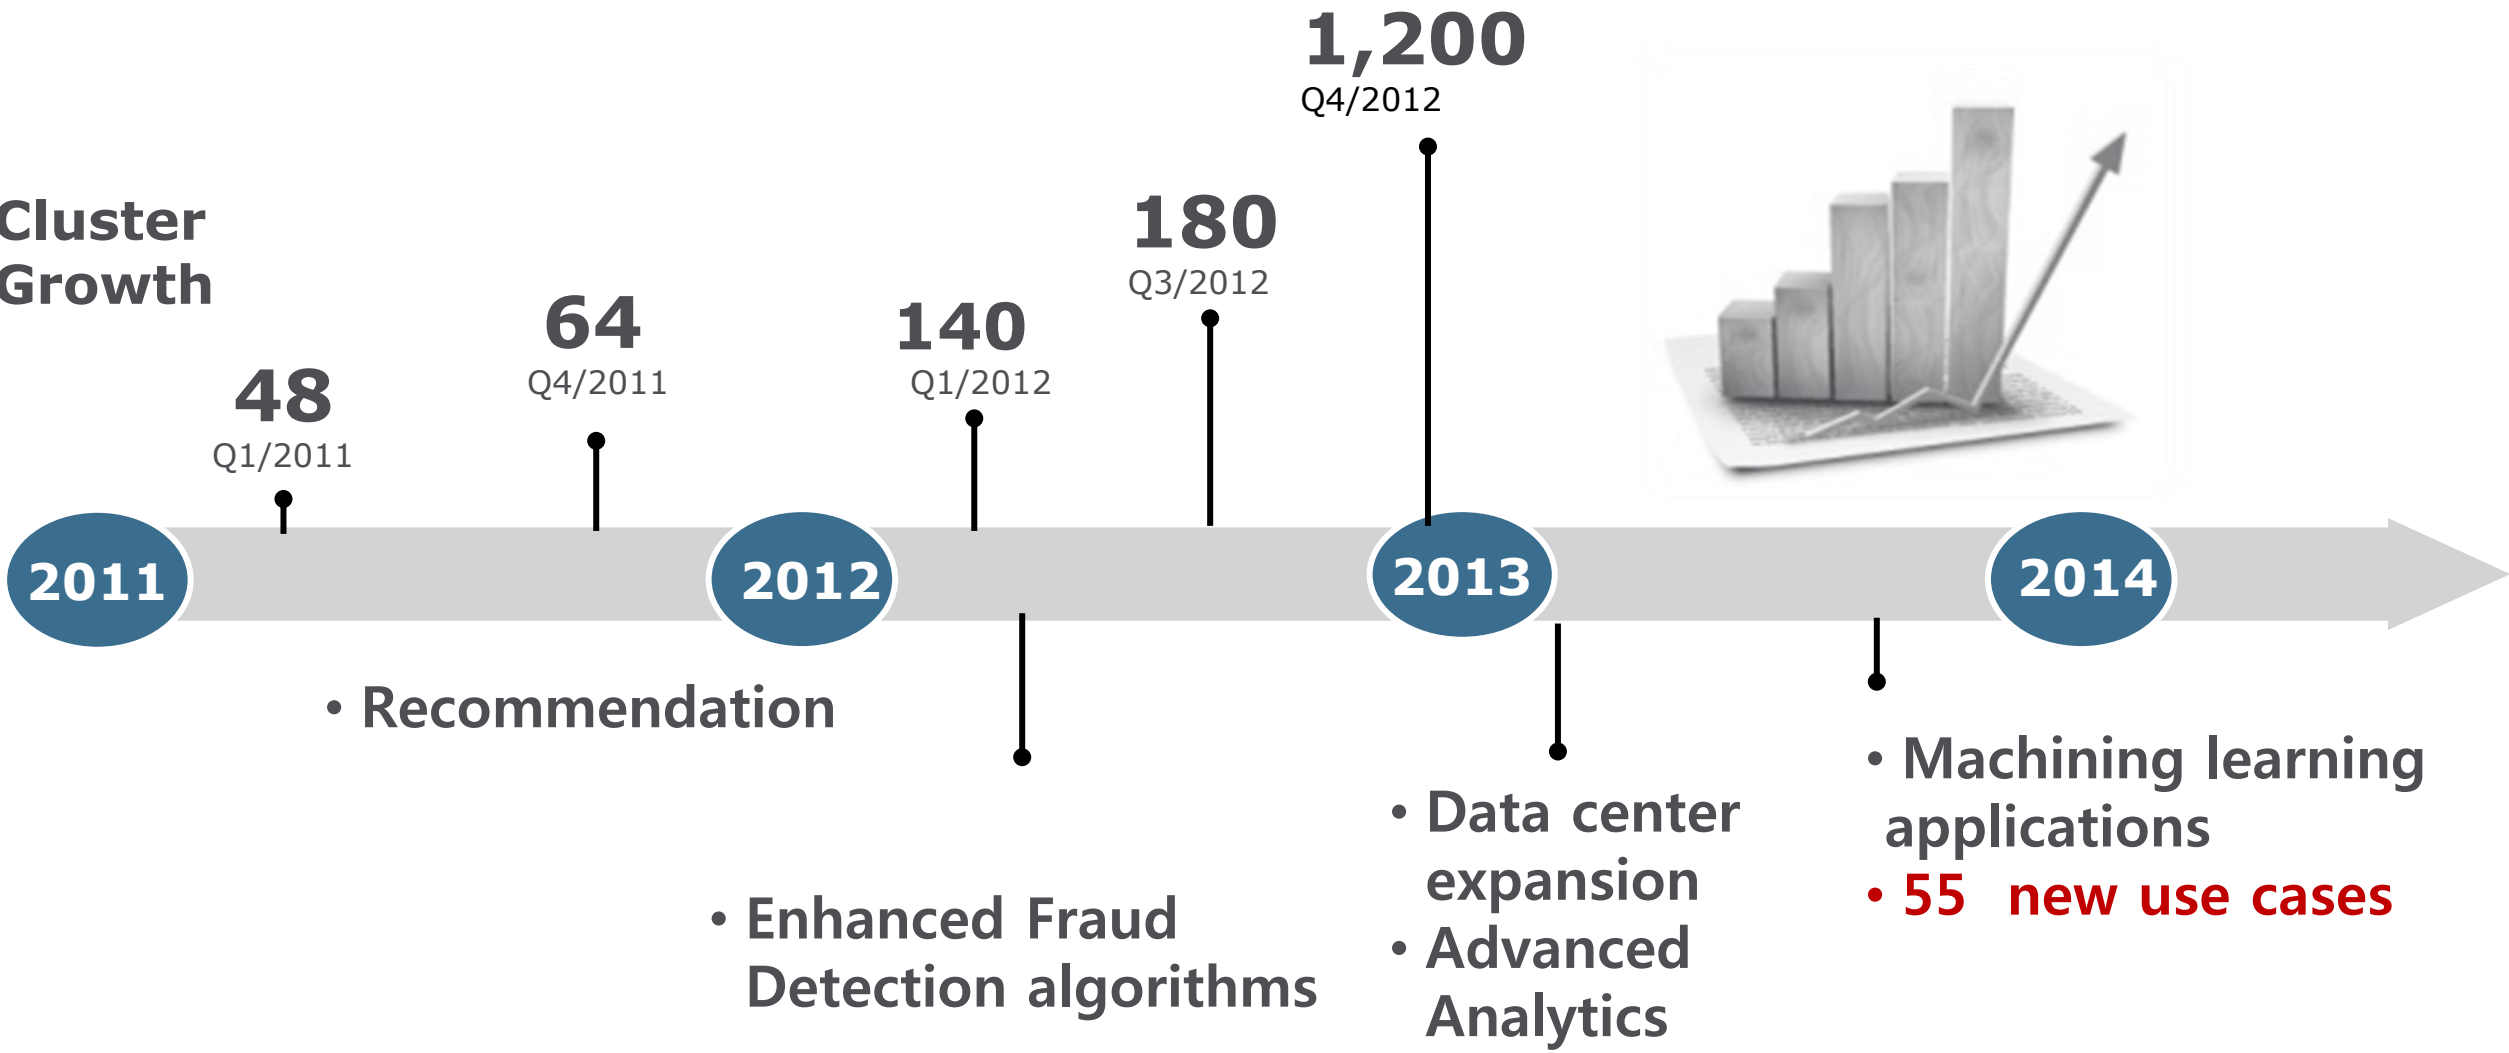 1,200
Q4/2012
180
Q3/2012
Cluster
Growth
64
Q4/2011
140
Q1/2012
48
Q1/2011
2011
2012
2013
2014
• Recommendation
• Enhanced Fraud
Detection algorithms
• Data center
expansion
• Advanced
Analytics
• Machining learning
applications
• 55 new use cases